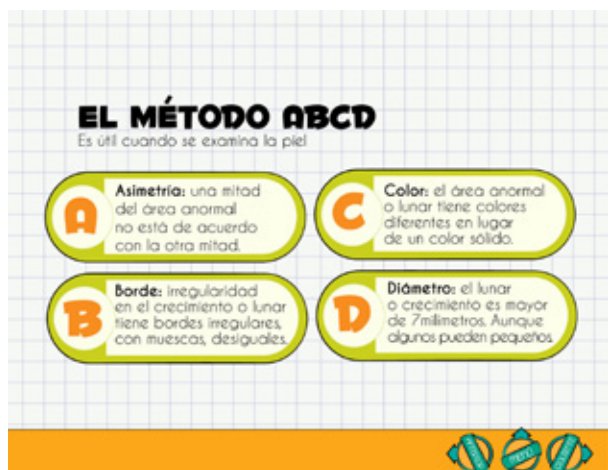 EL MÉTODO ABCD
Es útil cuando se examina la piel
A
Asimetría: una mitad
del área anormal
no está de acuerdo
con la otra mitad.
B
Borde: irregularidad
en el crecimiento o lunar
tiene bordes irregulares,
con muescas, desiguales.
C
Color: el área anormal
o lunar tiene colores
diferentes en lugar
de un color sólido.
D
Diámetro: el lunar
o crecimiento es mayor
de 7milimetros. Aunque
algunos pueden pequeños.
menú